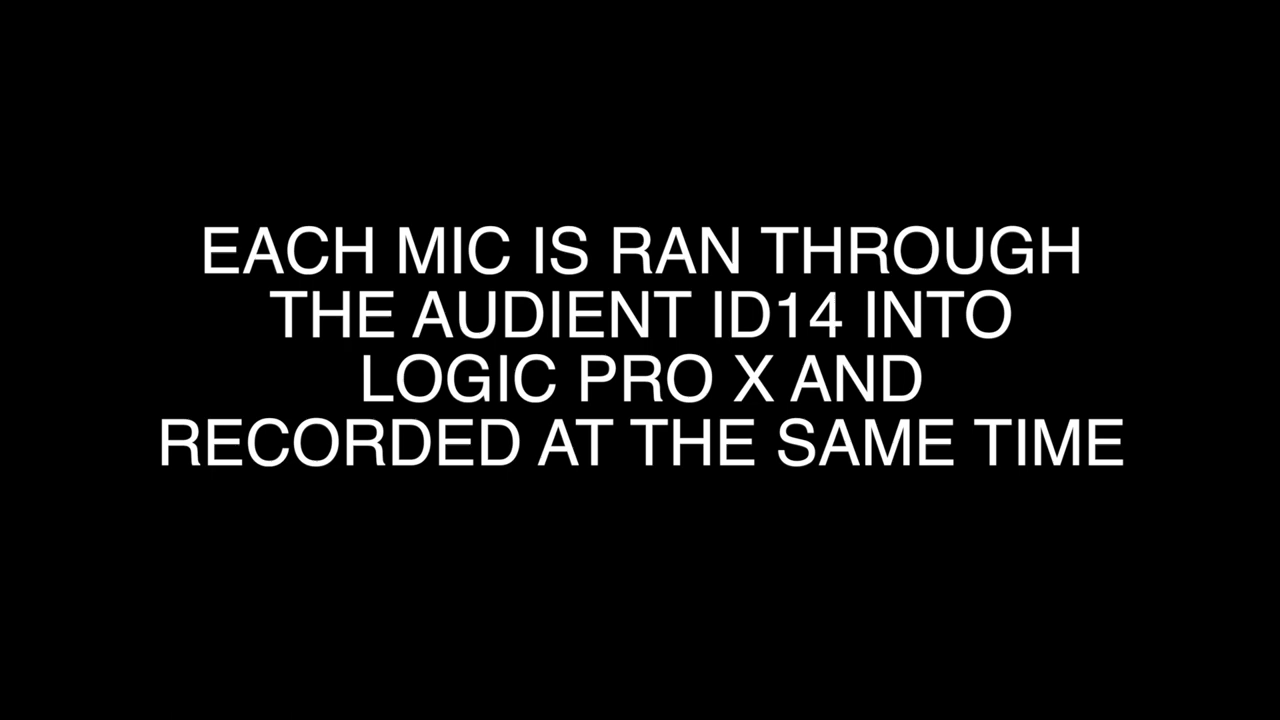 EACH MIC IS RAN THROUGH
THE AUDIENT ID14 INTO
LOGIC PRO X AND
RECORDED AT THE SAME TIME